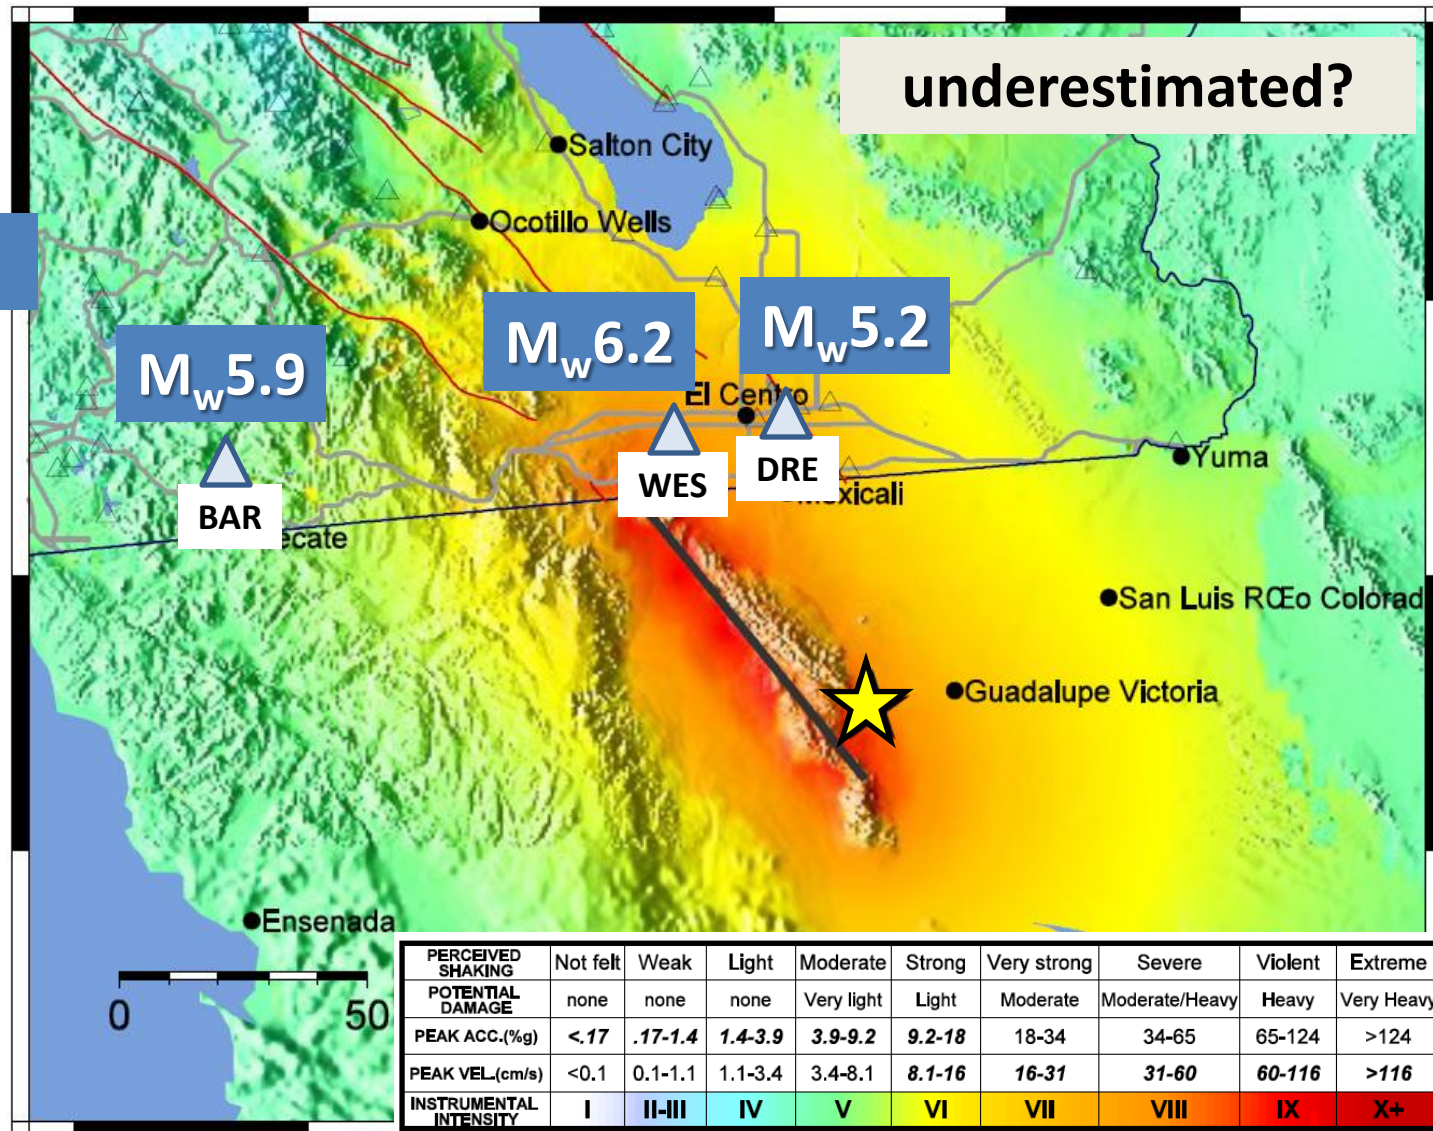 underestimated?
Salton City
Ocotillo Wells
Mw5.9
Mw6.2
Mw5.2
El Centro
BAR
WES
DRE
Yuma
Mexicali
ecate
San Luis RŒo Colorad
Guadalupe Victoria
Ensenada
0 50
PERCEIVED SHAKING Not felt Weak Light Moderate Strong Very strong Severe Violent Extreme
POTENTIAL DAMAGE none none none Very light Light Moderate Moderate/Heavy Heavy Very Heavy
PEAK ACC.(%g) <.17 .17-1.4 1.4-3.9 3.9-9.2 9.2-18 18-34 34-65 65-124 >124
PEAK VEL.(cm/s) <0.1 0.1-1.1 1.1-3.4 3.4-8.1 8.1-16 16-31 31-60 60-116 >116
INSTRUMENTAL INTENSITY I II-III IV V VI VII VIII IX X+